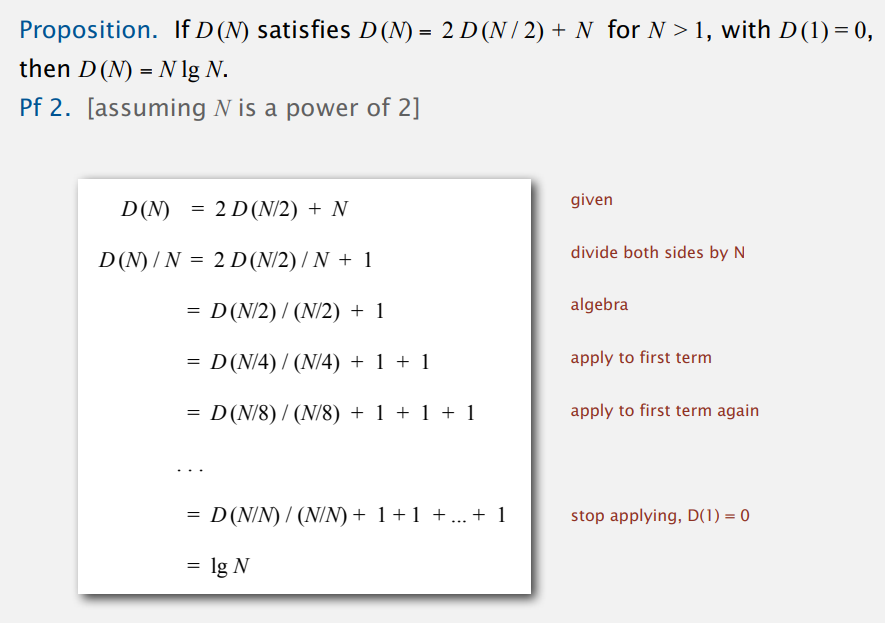 Proposition. If D(N) satisfies D(N) = 2 D(N / 2) + N for N > 1, with D(1) = 0,
then D(N) = N lg N.
Pf 2. [assuming N is a power of 2]
D(N) = 2 D(N/2) + N given
D(N) / N = 2 D(N/2) / N + 1 divide both sides by N
= D(N/2) / (N/2) + 1 algebra
= D(N/4) / (N/4) + 1 + 1 apply to first term
= D(N/8) / (N/8) + 1 + 1 + 1 apply to first term again
. . .
= D(N/N) / (N/N) + 1 + 1 + ... + 1 stop applying, D(1) = 0
= lg N